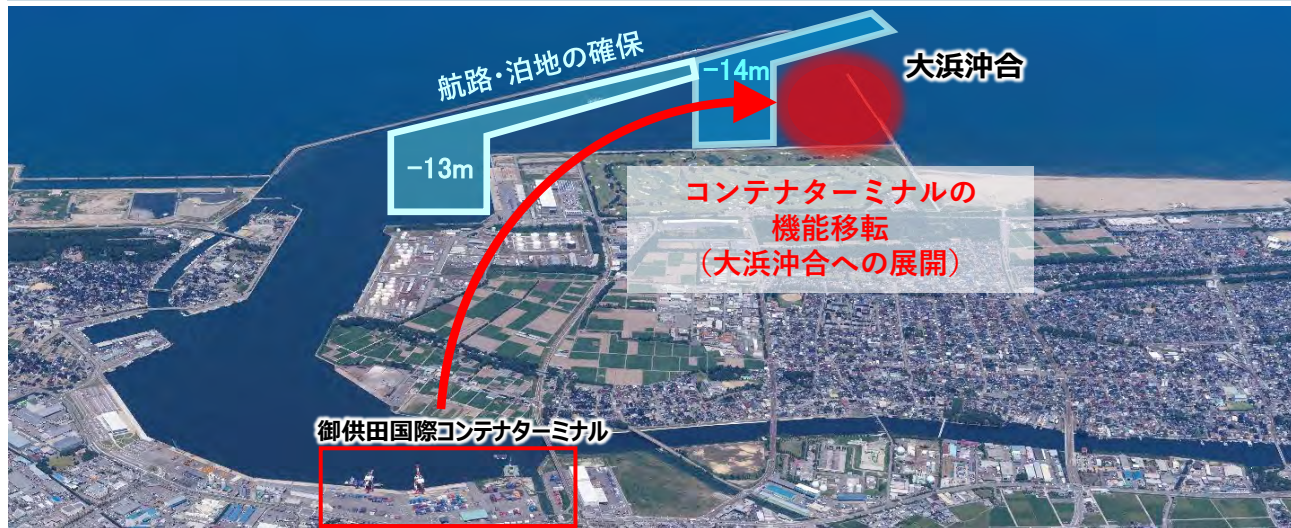 航路・泊地の確保
-14m
大浜沖合
-13m
コンテナターミナルの
機能移転
(大浜沖合への展開)
御供田国際コンテナターミナル